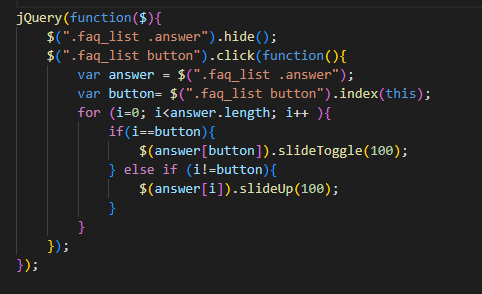 jQuery(function($){
    $(".faq_list .answer").hide();
    $(".faq_list button").click(function(){
        var answer = $(".faq_list .answer");
        var button= $(".faq_list button").index(this);
        for (i=0; i<answer.length; i++ ){
            if(i==button){
                $(answer[button]).slideToggle(100);
            } else if (i!=button){
                $(answer[i]).slideUp(100);
            }
        }
    });
});